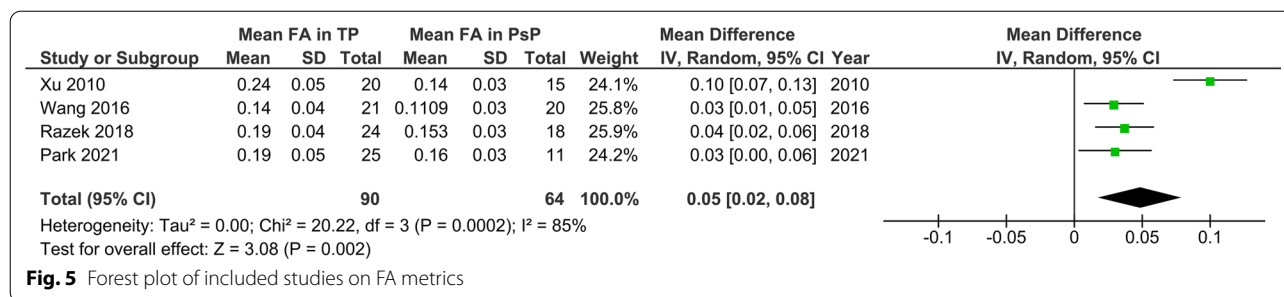 Mean FA in TP Mean FA in PsP Mean Difference Mean Difference
Study or Subgroup Mean SD Total Mean SD Total Weight IV, Random, 95% CI Year IV, Random, 95% CI
Xu 2010 0.24 0.05 20 0.14 0.03 15 24.1% 0.10 [0.07, 0.13] 2010
Wang 2016 0.14 0.04 21 0.1109 0.03 20 25.8% 0.03 [0.01, 0.05] 2016
Razek 2018 0.19 0.04 24 0.153 0.03 18 25.9% 0.04 [0.02, 0.06] 2018
Park 2021 0.19 0.05 25 0.16 0.03 11 24.2% 0.03 [0.00, 0.06] 2021
Total (95% CI) 90 64 100.0% 0.05 [0.02, 0.08]
Heterogeneity: Tau² = 0.00; Chi² = 20.22, df = 3 (P = 0.0002); I² = 85%
Test for overall effect: Z = 3.08 (P = 0.002)
-0.1 -0.05 0 0.05 0.1
Fig. 5 Forest plot of included studies on FA metrics